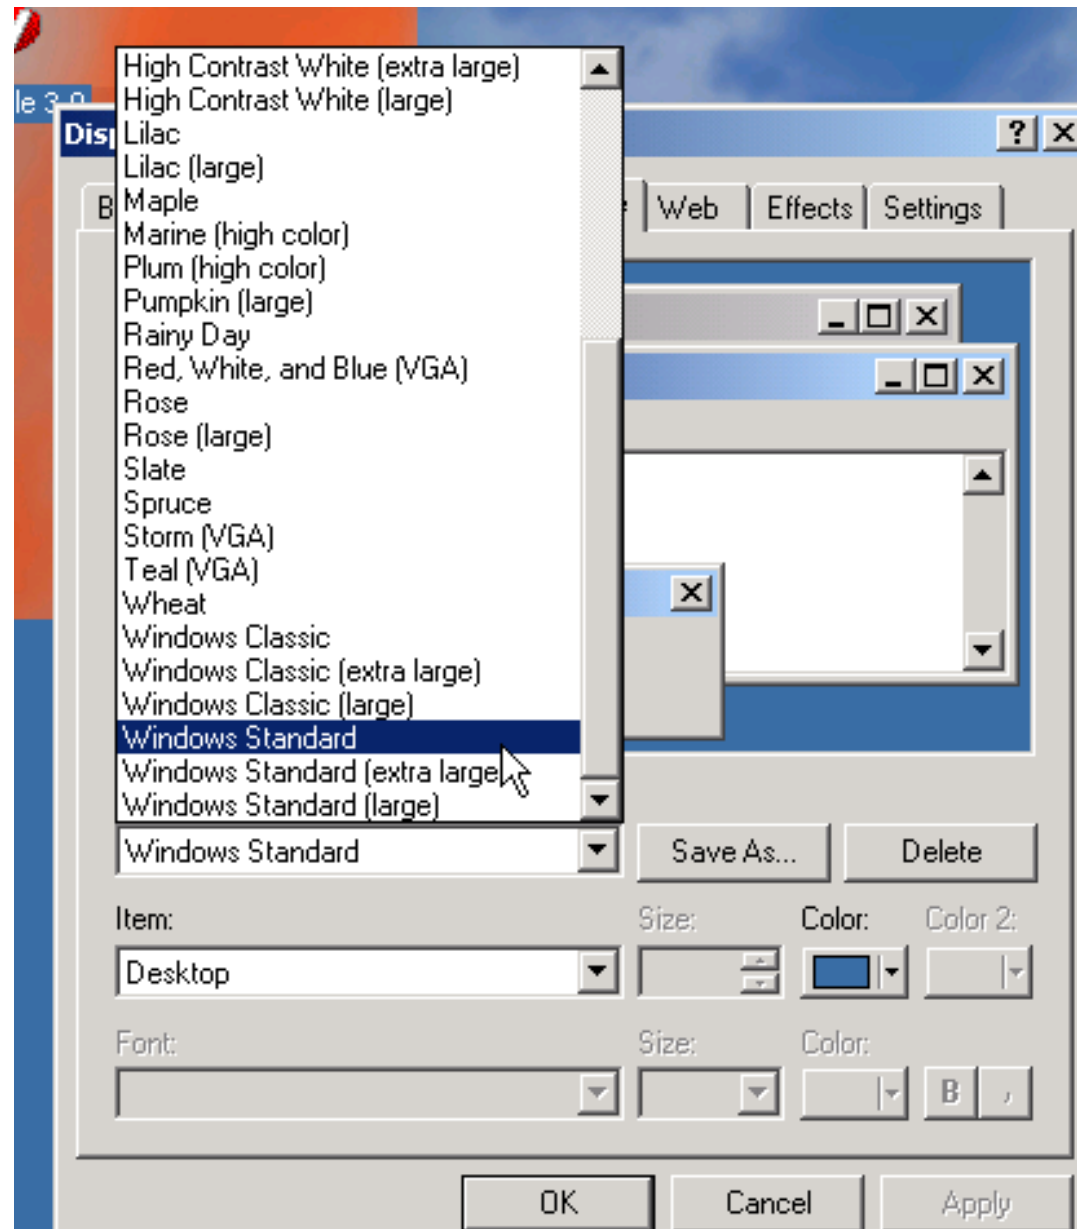 le 3.0
Disp
High Contrast White (extra large)
High Contrast White (large)
Lilac
Lilac (large)
Maple
Marine (high color)
Plum (high color)
Pumpkin (large)
Rainy Day
Red, White, and Blue (VGA)
Rose
Rose (large)
Slate
Spruce
Storm (VGA)
Teal (VGA)
Wheat
Windows Classic
Windows Classic (extra large)
Windows Classic (large)
Windows Standard
Windows Standard (extra large
Windows Standard (large)
B
Web
Effects
Settings
Windows Standard
Save As...
Delete
Item:
Size:
Color:
Color 2:
Desktop
Font:
Size:
Color:
B
OK
Cancel
Apply